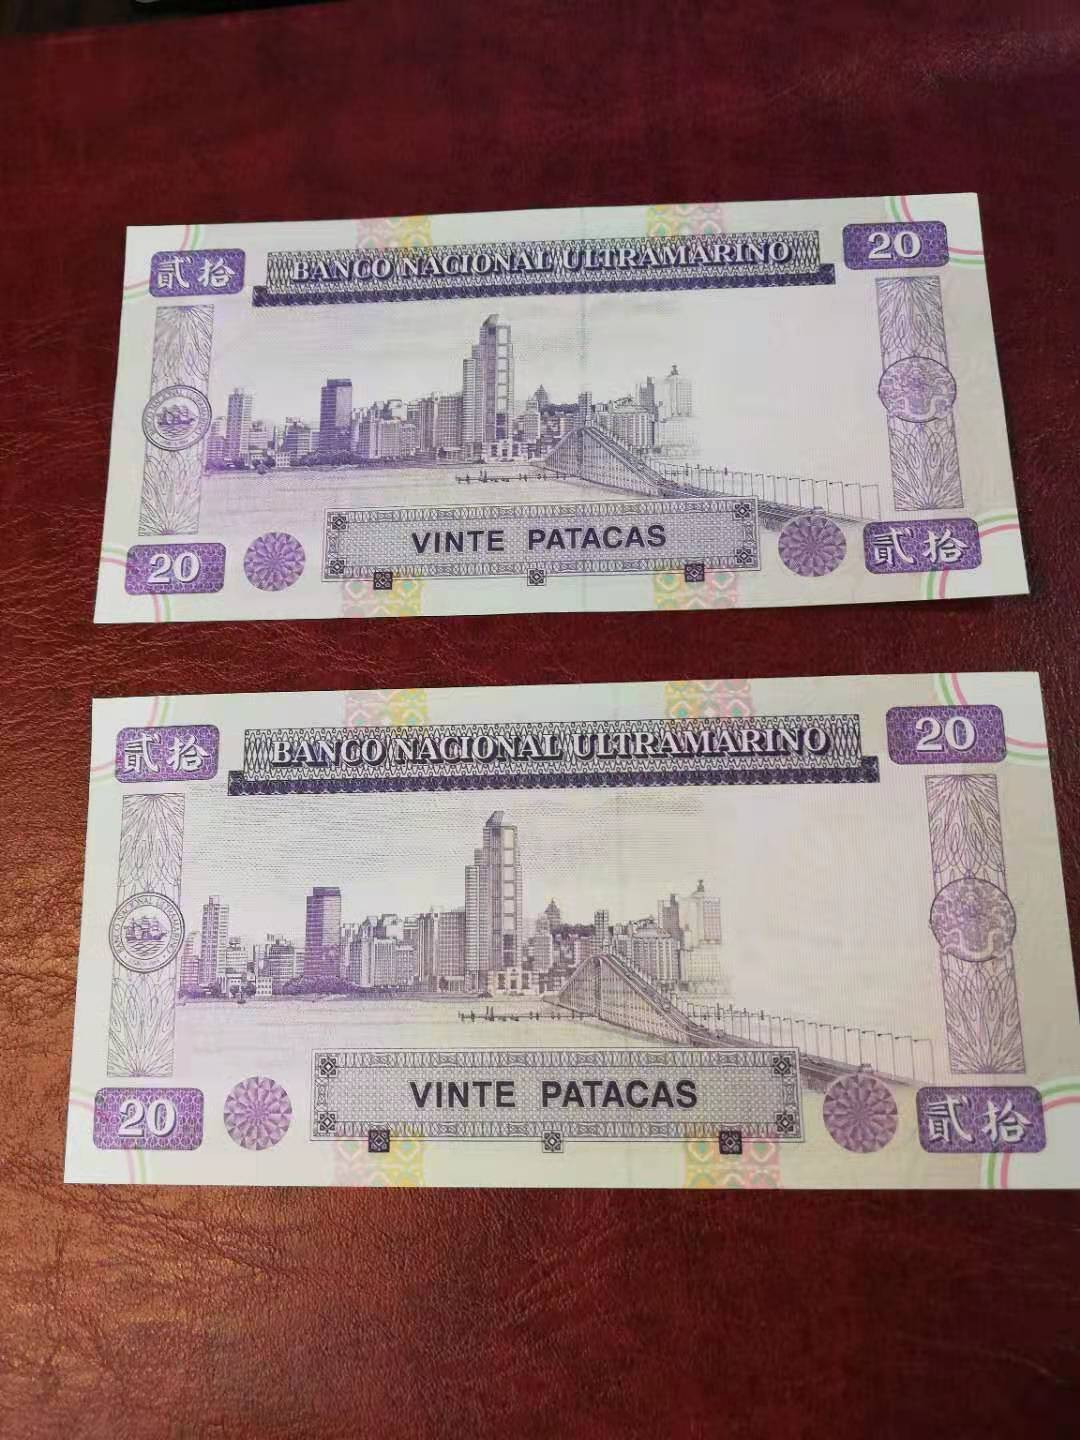 貳拾
BANCO NACIONAL ULTRAMARINO
20
20
VINTE PATACAS
貳拾
貳拾
BANCO NACIONAL ULTRAMARINO
20
20
VINTE PATACAS
貳拾